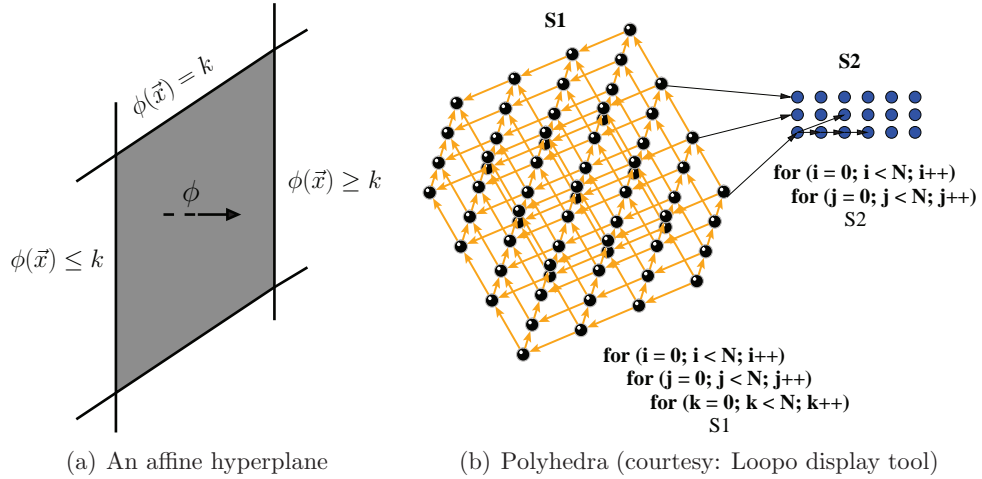 ϕ(x⃗) = k
ϕ
ϕ(x⃗) ≥ k
ϕ(x⃗) ≤ k
(a) An affine hyperplane
S1
S2
for (i = 0; i < N; i++)
for (j = 0; j < N; j++)
S2
for (i = 0; i < N; i++)
for (j = 0; j < N; j++)
for (k = 0; k < N; k++)
S1
(b) Polyhedra (courtesy: Loopo display tool)